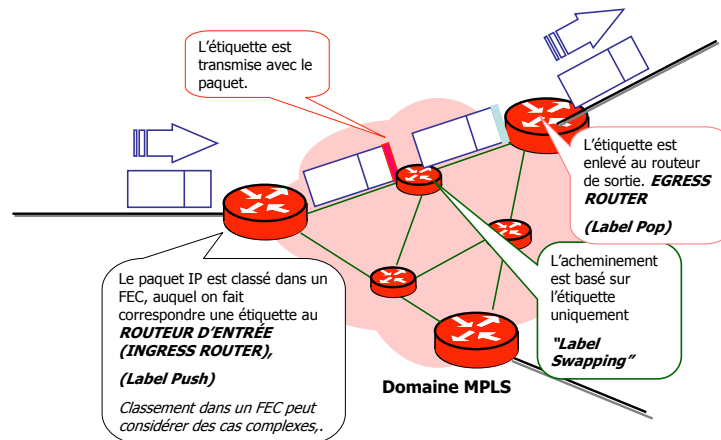 L'étiquette est
transmise avec le
paquet.
L'étiquette est
enlevé au routeur
de sortie. EGRESS
ROUTER
(Label Pop)
Le paquet IP est classé dans un
FEC, auquel on fait
correspondre une étiquette au
ROUTEUR D'ENTRÉE
(INGRESS ROUTER),
(Label Push)
Classement dans un FEC peut
considérer des cas complexes,.
L'acheminement
est basé sur
l'étiquette
uniquement
"Label
Swapping"
Domaine MPLS